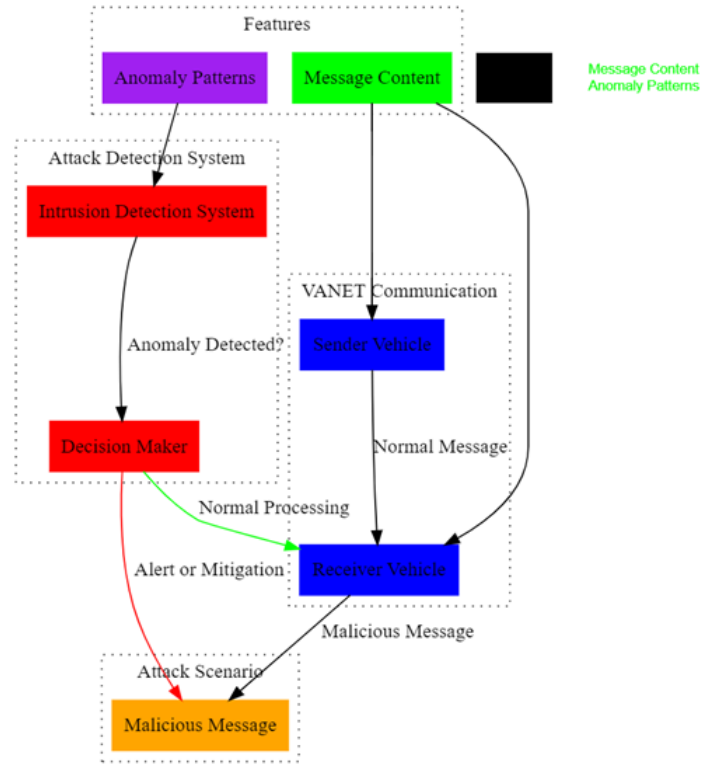 Features
Anomaly Patterns
Message Content
Message Content
Anomaly Patterns
Attack Detection System
Intrusion Detection System
VANET Communication
Sender Vehicle
Anomaly Detected?
Decision Maker
Normal Message
Normal Processing
Alert or Mitigation
Receiver Vehicle
Malicious Message
Attack Scenario
Malicious Message